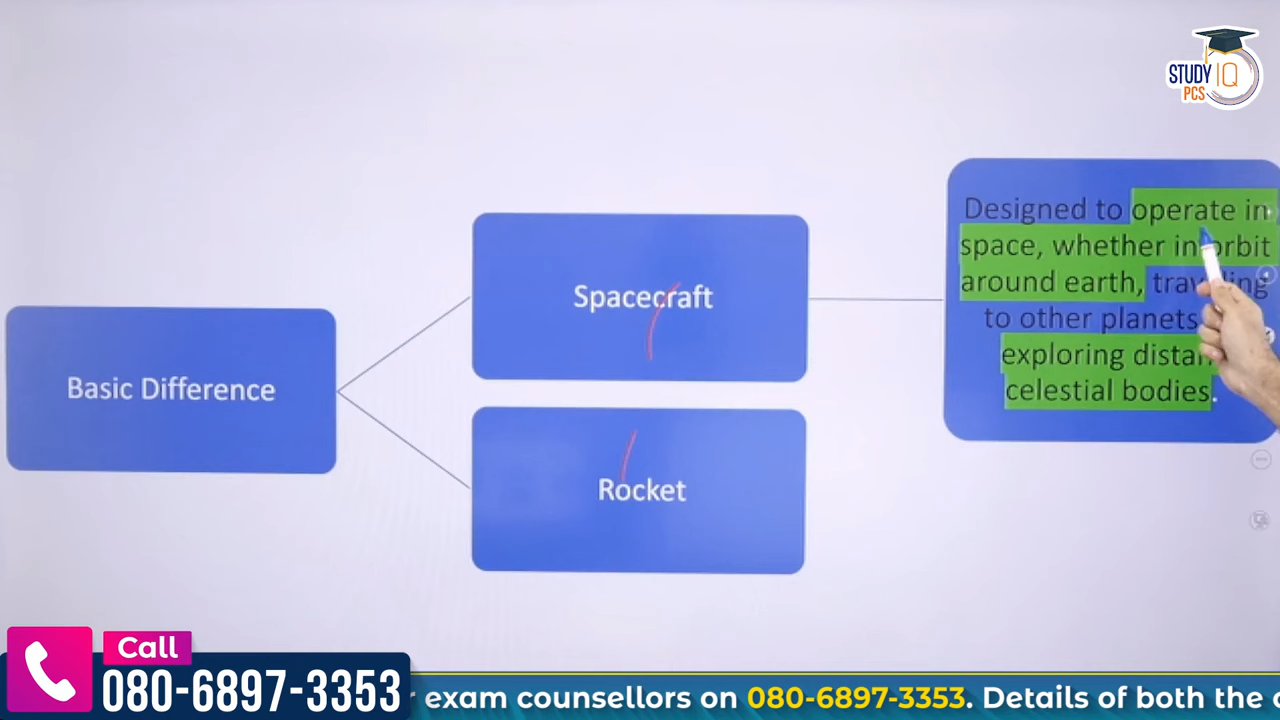 STUDY IQ
PCS
Designed to operate in
space, whether in orbit
around earth,
to other planets
exploring
celestial bodies.
Spacecraft
Basic Difference
Rocket
Call
080-6897-3353
exam counsellors on 080-6897-3353. Details of both the